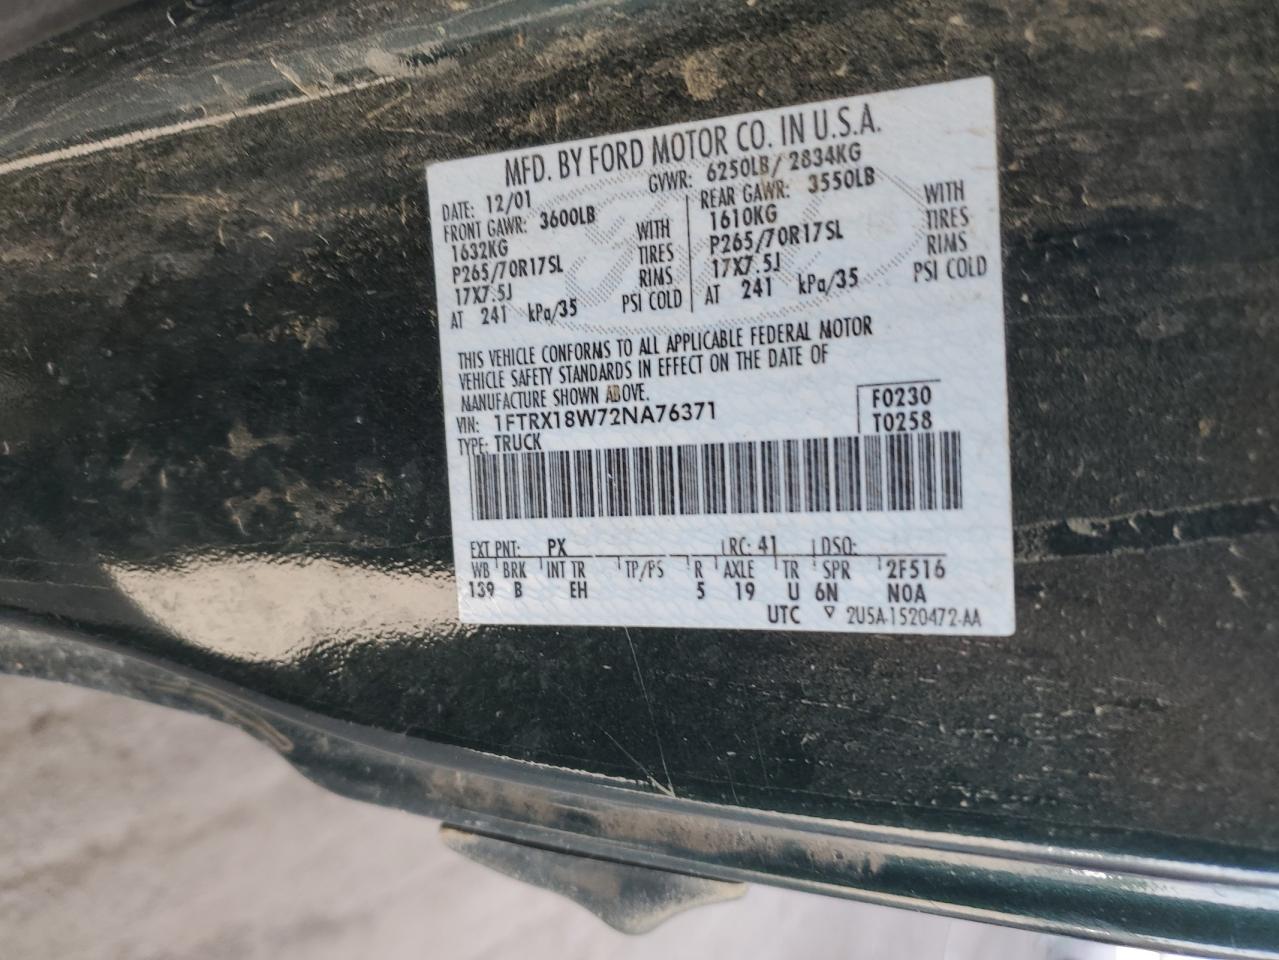 MFD. BY FORD MOTOR CO. IN U.S.A.
DATE: 12/01 GVWR: 6250LB/ 2834KG
FRONT GAWR: 3600LB REAR GAWR: 3550LB
1632KG WITH 1610KG WITH
P265/70R17SL TIRES P265/70R17SL TIRES
17X7.5J RIMS 17X7.5J RIMS
AT 241 kPa/35 PSI COLD AT 241 kPa/35 PSI COLD
THIS VEHICLE CONFORMS TO ALL APPLICABLE FEDERAL MOTOR
VEHICLE SAFETY STANDARDS IN EFFECT ON THE DATE OF
MANUFACTURE SHOWN ABOVE.
VIN: 1FTRX18W72NA76371 F0230
TYPE: TRUCK T0258
EXT PNT: PX RC: 41 DSO:
WB BRK INT TR TP/PS R AXLE TR SPR 2F516
139 B EH 5 19 U 6N NOA
UTC ▽ 2U5A-1520472-AA